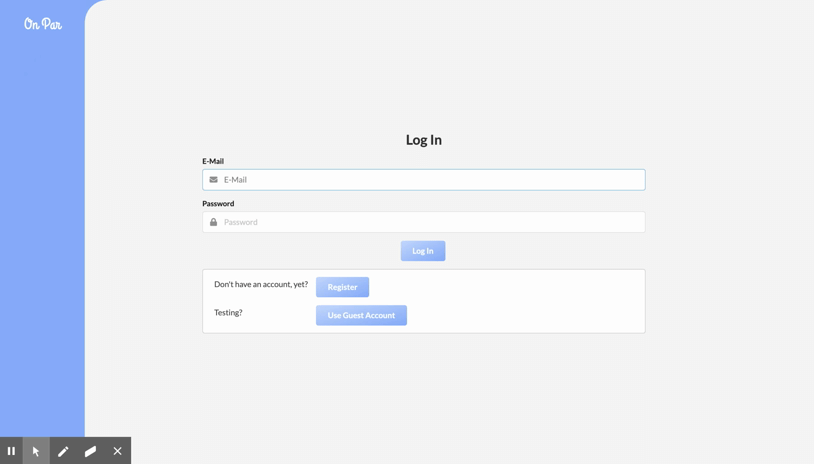 On Par
Log In
E-Mail
E-Mail
Password
Password
Log In
Don't have an account, yet?
Register
Testing?
Use Guest Account